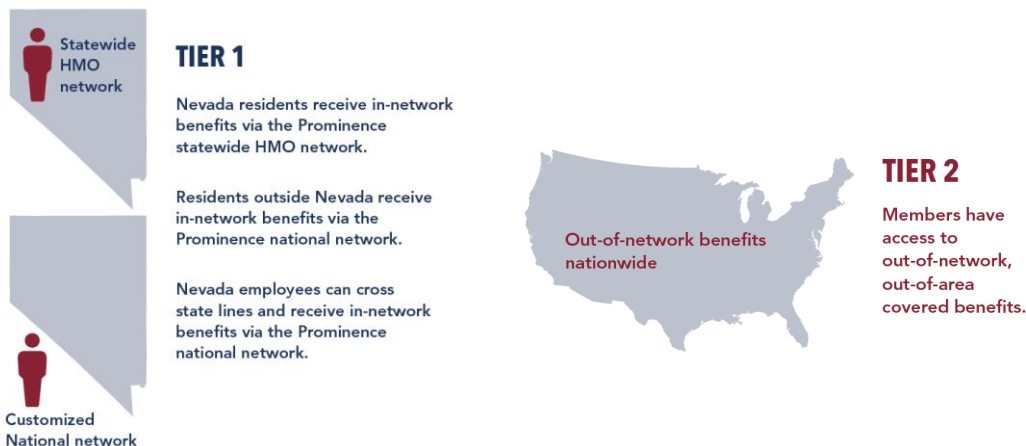 Statewide
HMO
network
TIER 1
Nevada residents receive in-network
benefits via the Prominence
statewide HMO network.
Residents outside Nevada receive
in-network benefits via the
Prominence national network.
Nevada employees can cross
state lines and receive in-network
benefits via the Prominence
national network.
Customized
National network
Out-of-network benefits
nationwide
TIER 2
Members have
access to
out-of-network,
out-of-area
covered benefits.